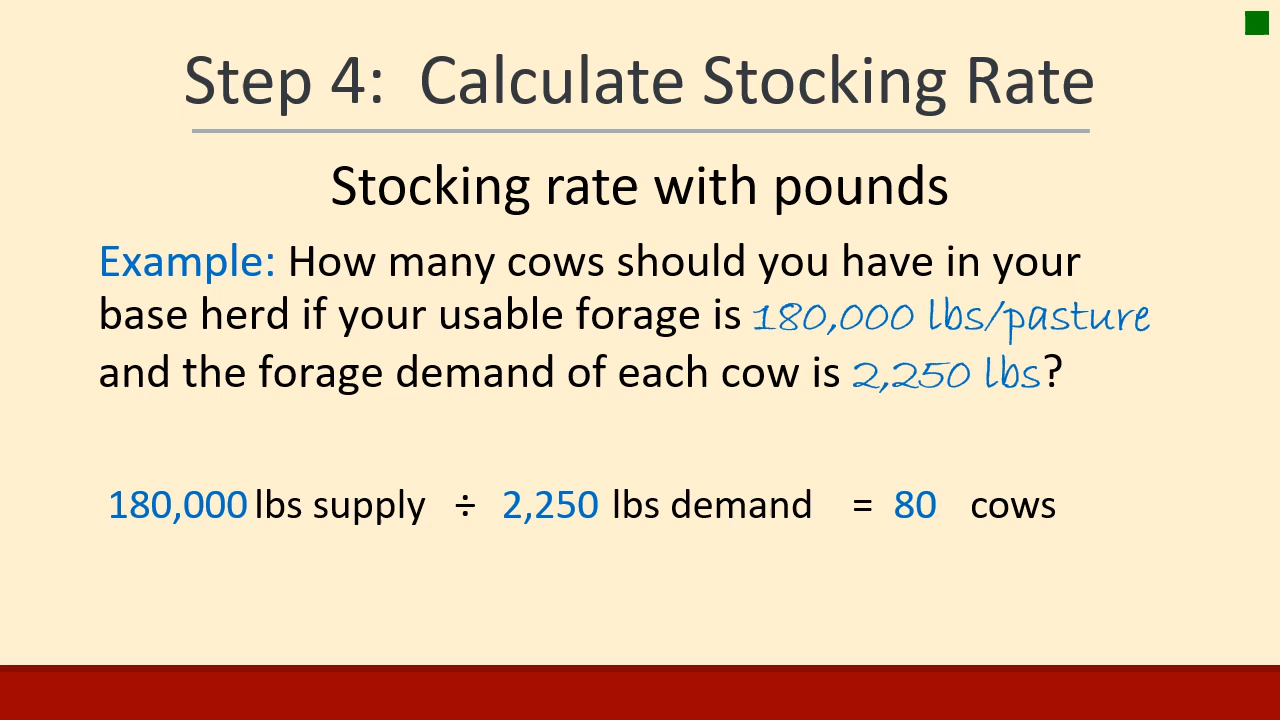 Step 4:  Calculate Stocking Rate
Stocking rate with pounds
Example: How many cows should you have in your
base herd if your usable forage is 180,000 lbs/pasture
and the forage demand of each cow is 2,250 lbs?
180,000 lbs supply ÷ 2,250 lbs demand = 80 cows